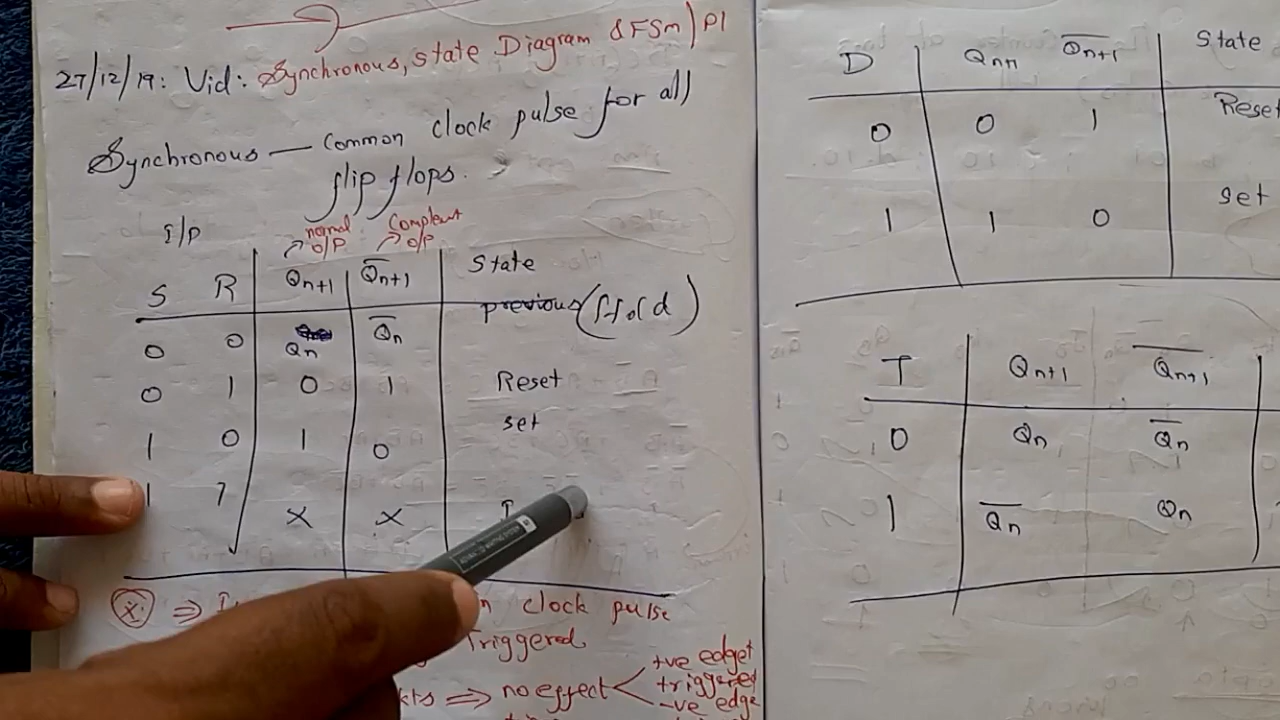 27/12/19: Vid: Synchronous, state Diagram & FSM) P1
Synchronous — Common clock pulse for all
flip flops.
I/P
normal
O/P
Complent
O/P
S R Qn+1 Q̅n+1 State
0 0 Qn Q̅n previous (Hold)
0 1 0 1 Reset
1 0 1 0 set
1 1 X X
X ⇒ clock pulse
Triggered
⇒ no effect
+ve edget
triggered
-ve edge
D Qn+1 Q̅n+1 State
0 0 1 Reset
1 1 0 set
T Qn+1 Q̅n+1
0 Qn Q̅n
1 Q̅n Qn